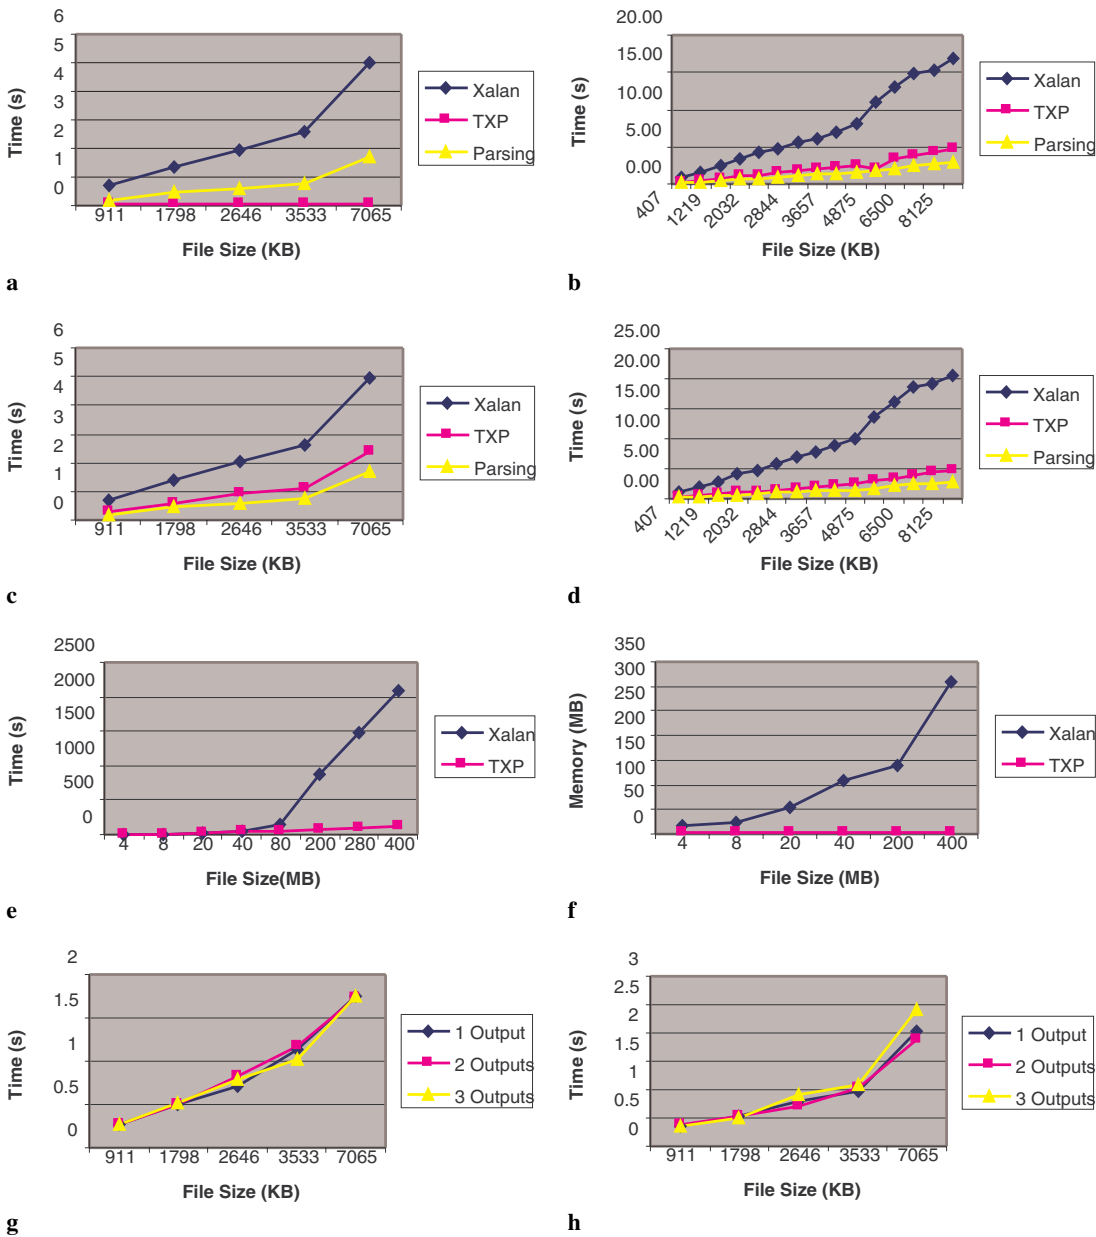 6
5
4
3
2
1
0
Time (s)
911 1798 2646 3533 7065
File Size (KB)
Xalan
TXP
Parsing
a
20.00
15.00
10.00
5.00
0.00
Time (s)
407 1219 2032 2844 3657 4875 6500 8125
File Size (KB)
Xalan
TXP
Parsing
b
6
5
4
3
2
1
0
Time (s)
911 1798 2646 3533 7065
File Size (KB)
Xalan
TXP
Parsing
c
25.00
20.00
15.00
10.00
5.00
0.00
Time (s)
407 1219 2032 2844 3657 4875 6500 8125
File Size (KB)
Xalan
TXP
Parsing
d
2500
2000
1500
1000
500
0
Time (s)
4 8 20 40 80 200 280 400
File Size(MB)
Xalan
TXP
e
350
300
250
200
150
100
50
0
Memory (MB)
4 8 20 40 200 400
File Size (MB)
Xalan
TXP
f
2
1.5
1
0.5
0
Time (s)
911 1798 2646 3533 7065
File Size (KB)
1 Output
2 Outputs
3 Outputs
g
3
2.5
2
1.5
1
0.5
0
Time (s)
911 1798 2646 3533 7065
File Size (KB)
1 Output
2 Outputs
3 Outputs
h